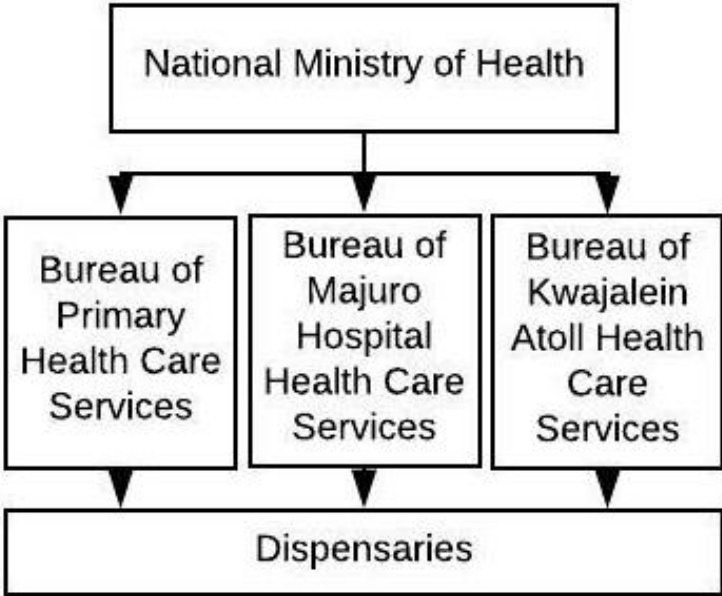 National Ministry of Health
Bureau of
Primary
Health Care
Services
Bureau of
Majuro
Hospital
Health Care
Services
Bureau of
Kwajalein
Atoll Health
Care
Services
Dispensaries